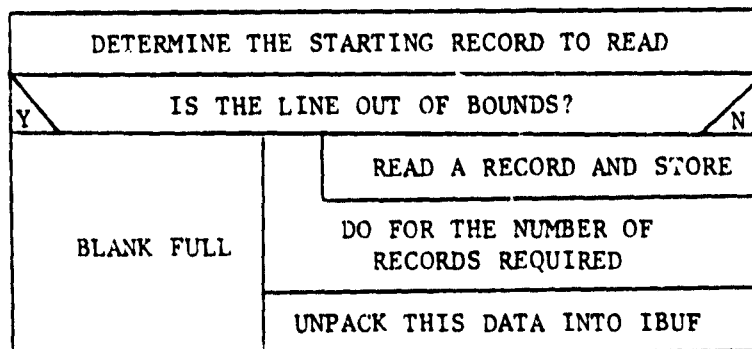 DETERMINE THE STARTING RECORD TO READ
IS THE LINE OUT OF BOUNDS?
Y
N
READ A RECORD AND STORE
BLANK FULL
DO FOR THE NUMBER OF
RECORDS REQUIRED
UNPACK THIS DATA INTO IBUF